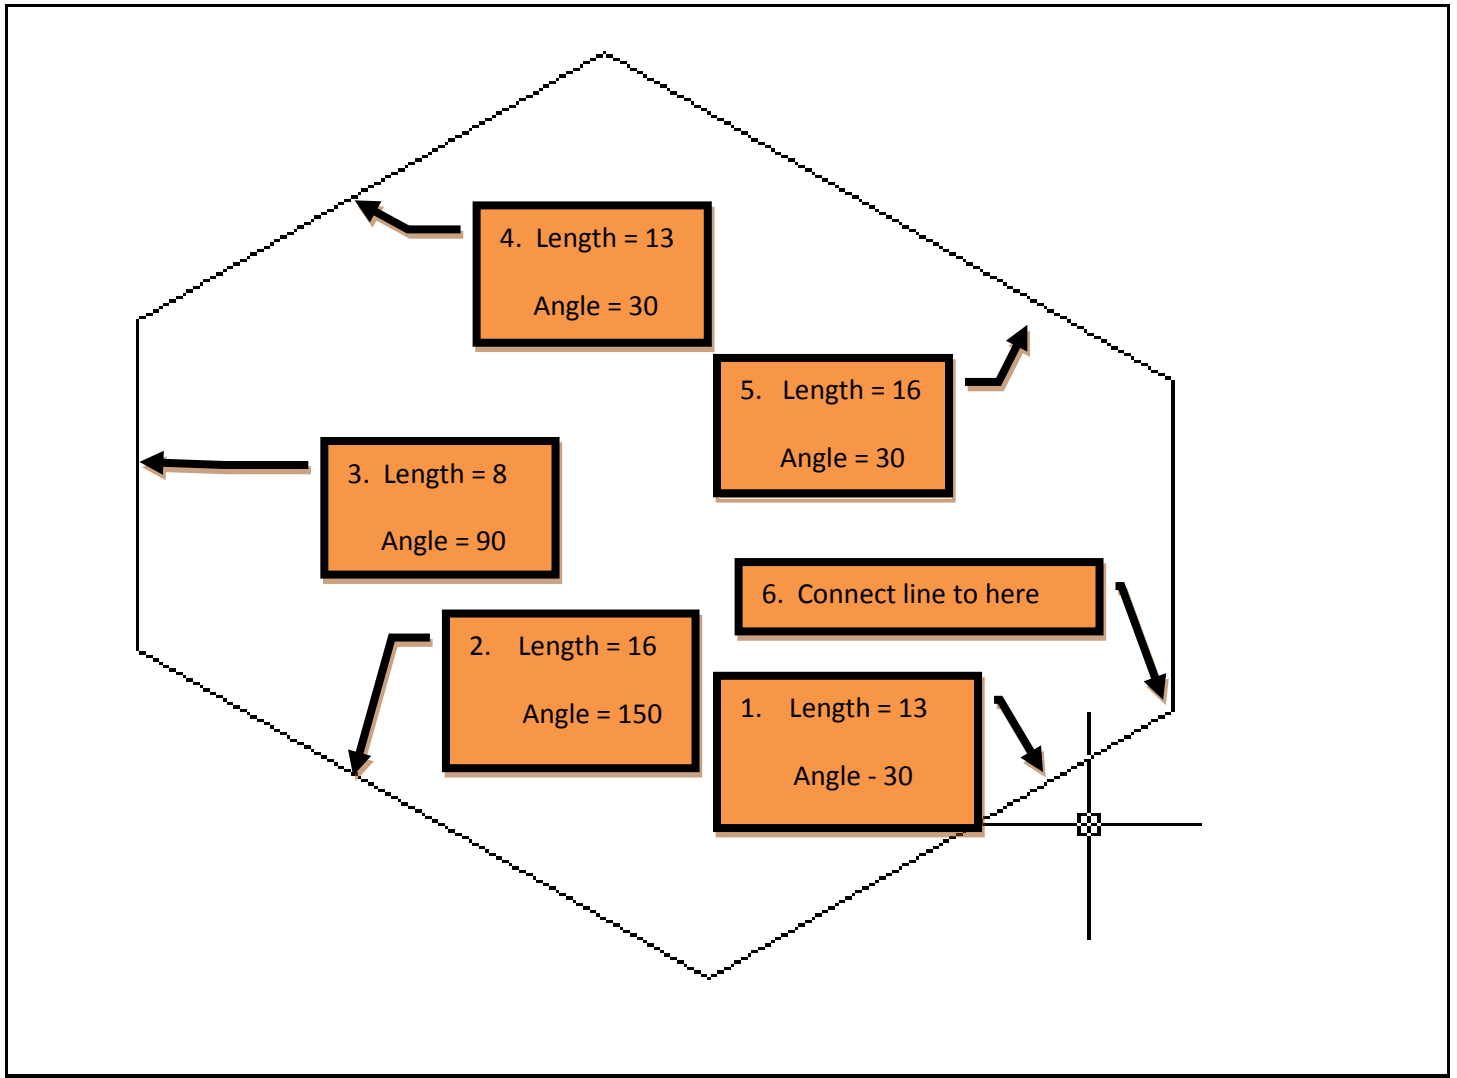 4. Length = 13
Angle = 30
5. Length = 16
Angle = 30
3. Length = 8
Angle = 90
6. Connect line to here
2. Length = 16
Angle = 150
1. Length = 13
Angle - 30